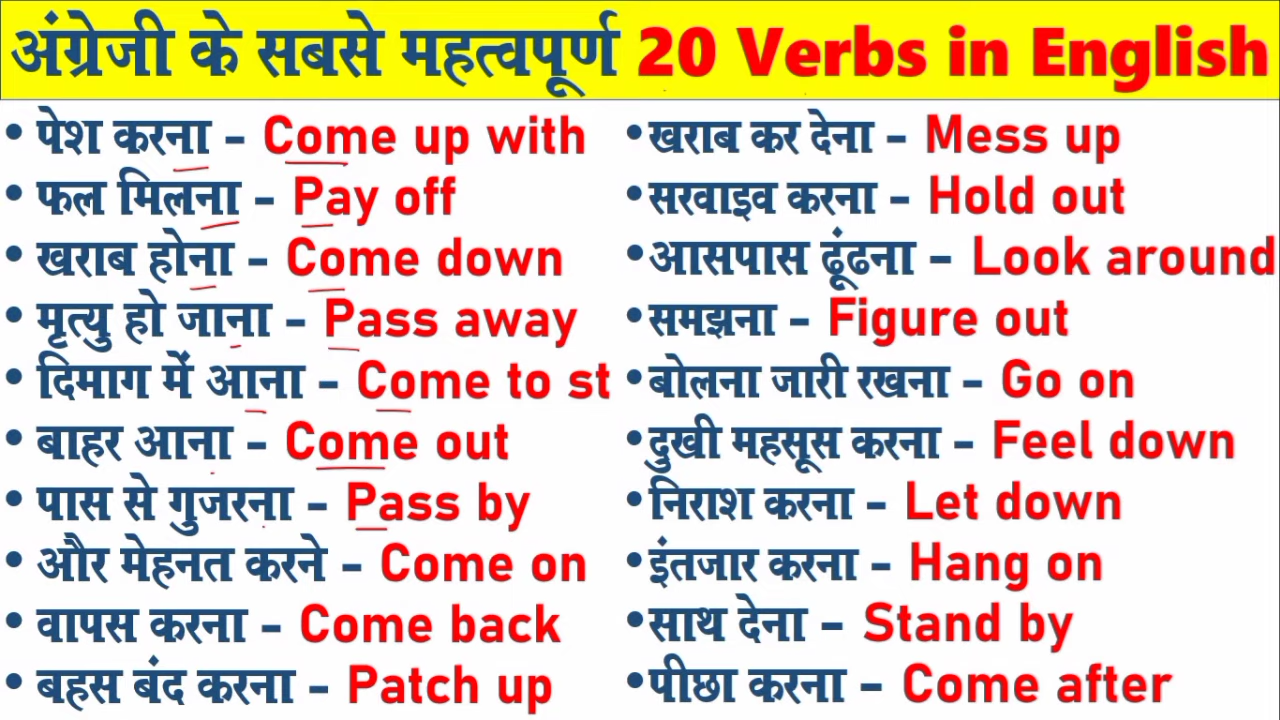 अंग्रेजी के सबसे महत्वपूर्ण 20 Verbs in English
• पेश करना – Come up with
• फल मिलना – Pay off
• खराब होना – Come down
• मृत्यु हो जाना – Pass away
• दिमाग में आना – Come to st
• बाहर आना – Come out
• पास से गुजरना – Pass by
• और मेहनत करने – Come on
• वापस करना – Come back
• बहस बंद करना – Patch up
• खराब कर देना – Mess up
• सरवाइव करना – Hold out
• आसपास ढूंढना – Look around
• समझना – Figure out
• बोलना जारी रखना – Go on
• दुखी महसूस करना – Feel down
• निराश करना – Let down
• इंतजार करना – Hang on
• साथ देना – Stand by
• पीछा करना – Come after